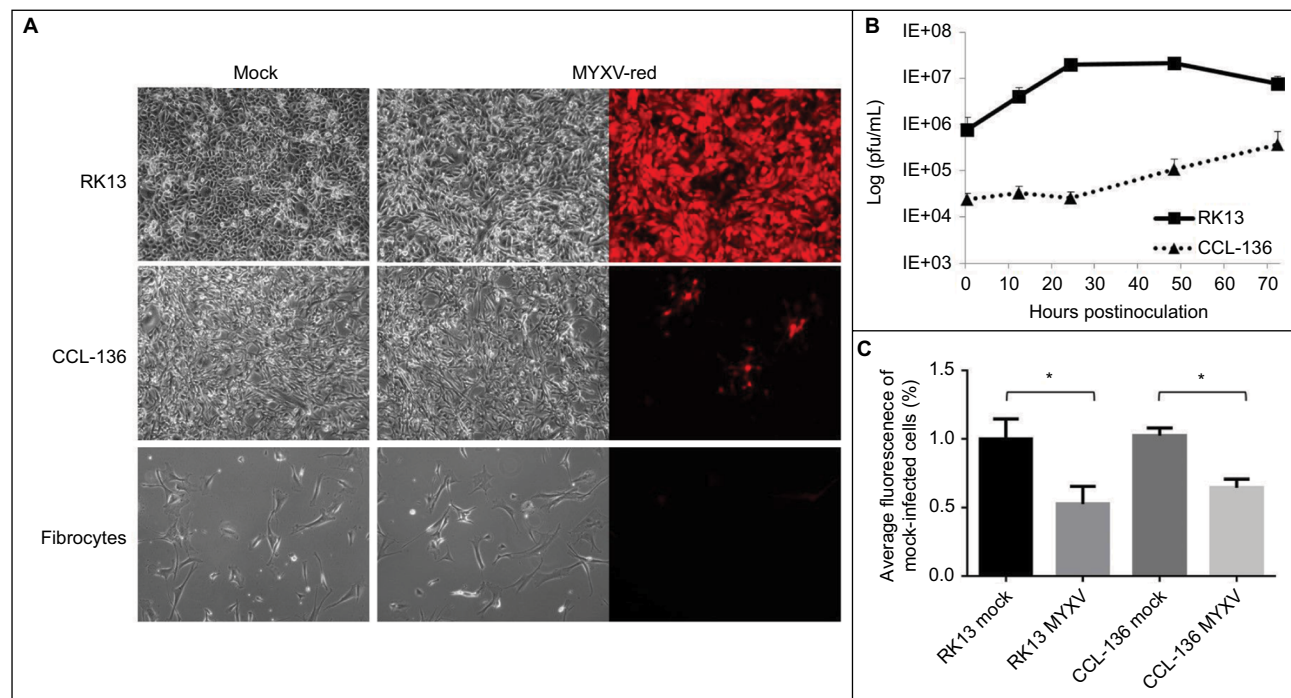 A
Mock
MYXV-red
RK13
CCL-136
Fibrocytes
B
Log (pfu/mL)
IE+08
IE+07
IE+06
IE+05
IE+04
IE+03
0 10 20 30 40 50 60 70
Hours postinoculation
RK13
CCL-136
C
Average fluorescenece of
mock-infected cells (%)
1.5
1.0
0.5
0.0
* *
RK13 mock
RK13 MYXV
CCL-136 mock
CCL-136 MYXV